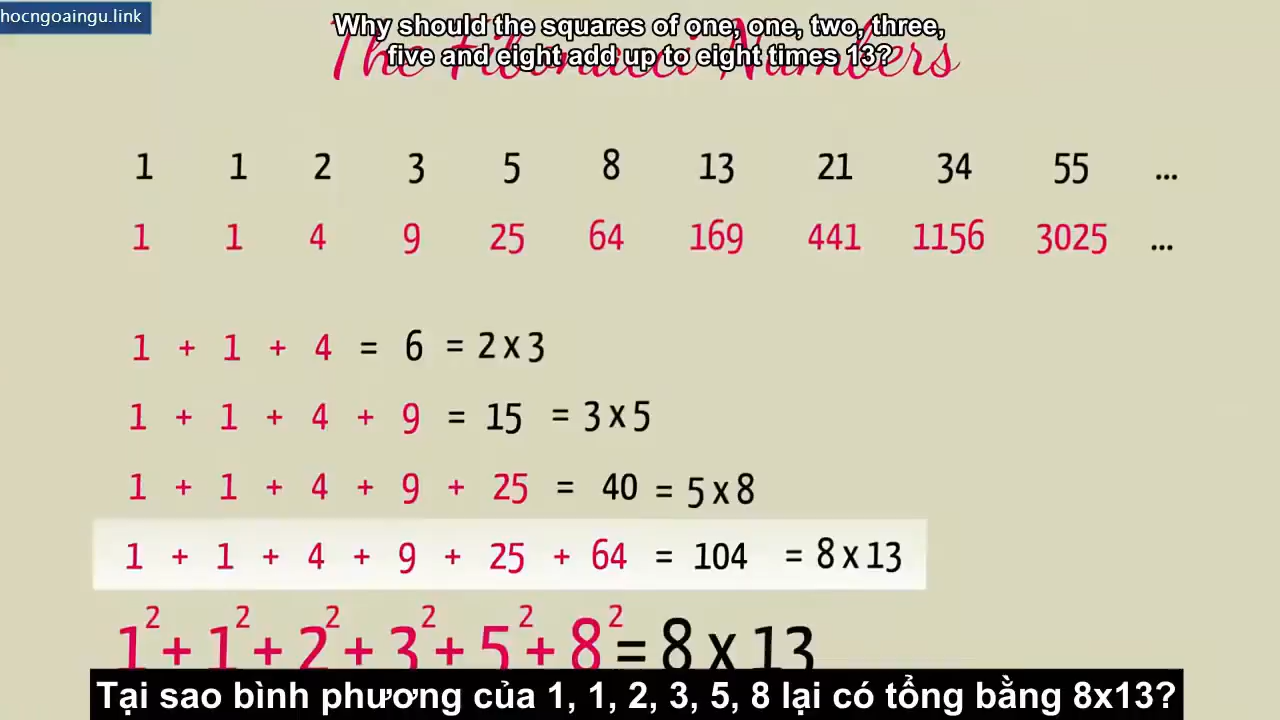 hocngoaingu.link
Why should the squares of one, one, two, three,
five and eight add up to eight times 13?
The Fibonacci Numbers
1 1 2 3 5 8 13 21 34 55 ...
1 1 4 9 25 64 169 441 1156 3025 ...
1 + 1 + 4 = 6 = 2 x 3
1 + 1 + 4 + 9 = 15 = 3 x 5
1 + 1 + 4 + 9 + 25 = 40 = 5 x 8
1 + 1 + 4 + 9 + 25 + 64 = 104 = 8 x 13
1² + 1² + 2² + 3² + 5² + 8² = 8 x 13
Tại sao bình phương của 1, 1, 2, 3, 5, 8 lại có tổng bằng 8x13?